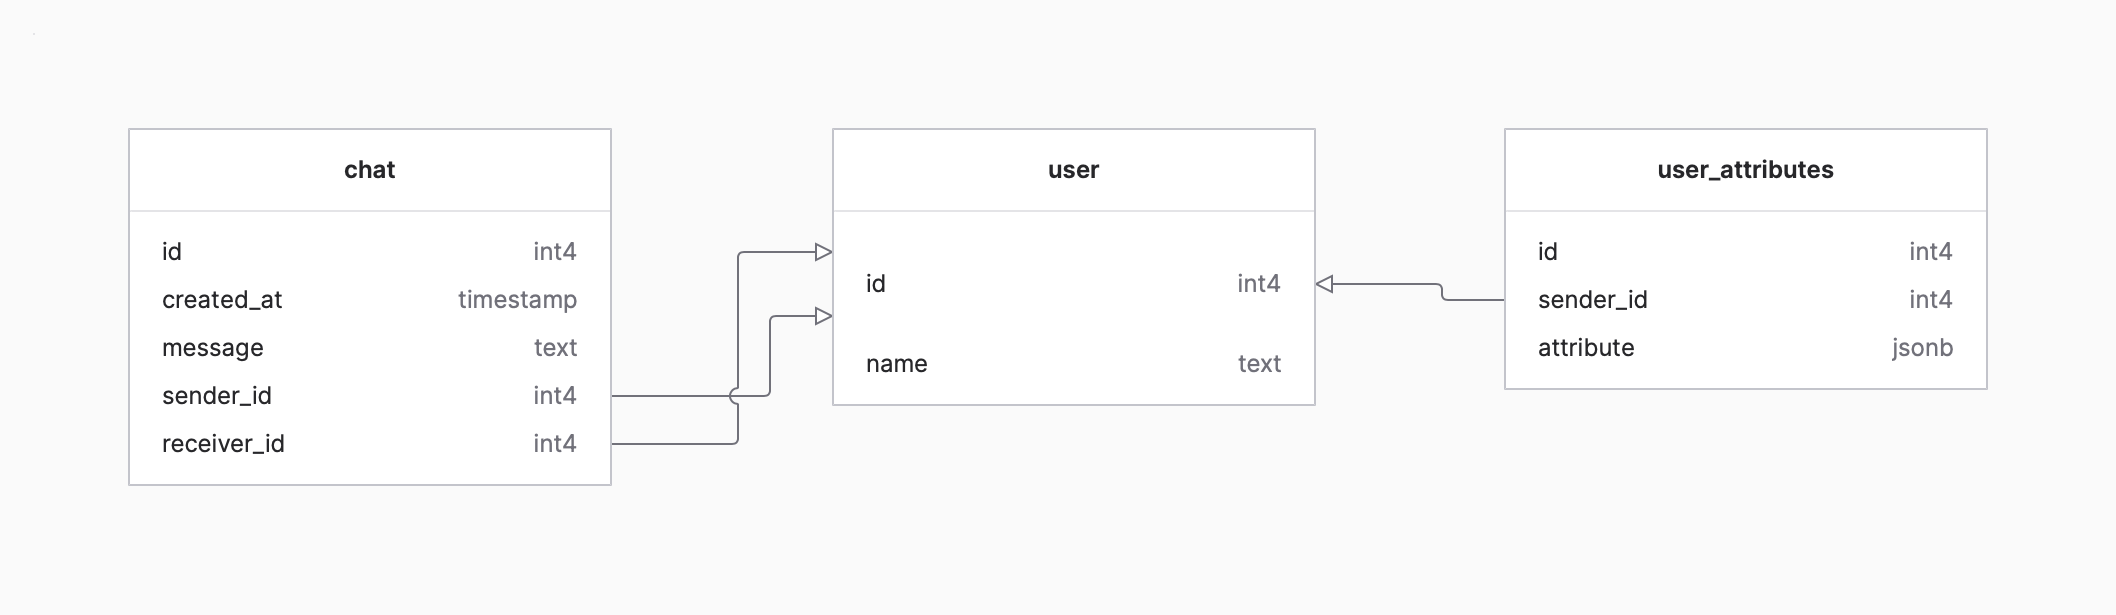 chat
id int4
created_at timestamp
message text
sender_id int4
receiver_id int4
user
id int4
name text
user_attributes
id int4
sender_id int4
attribute jsonb